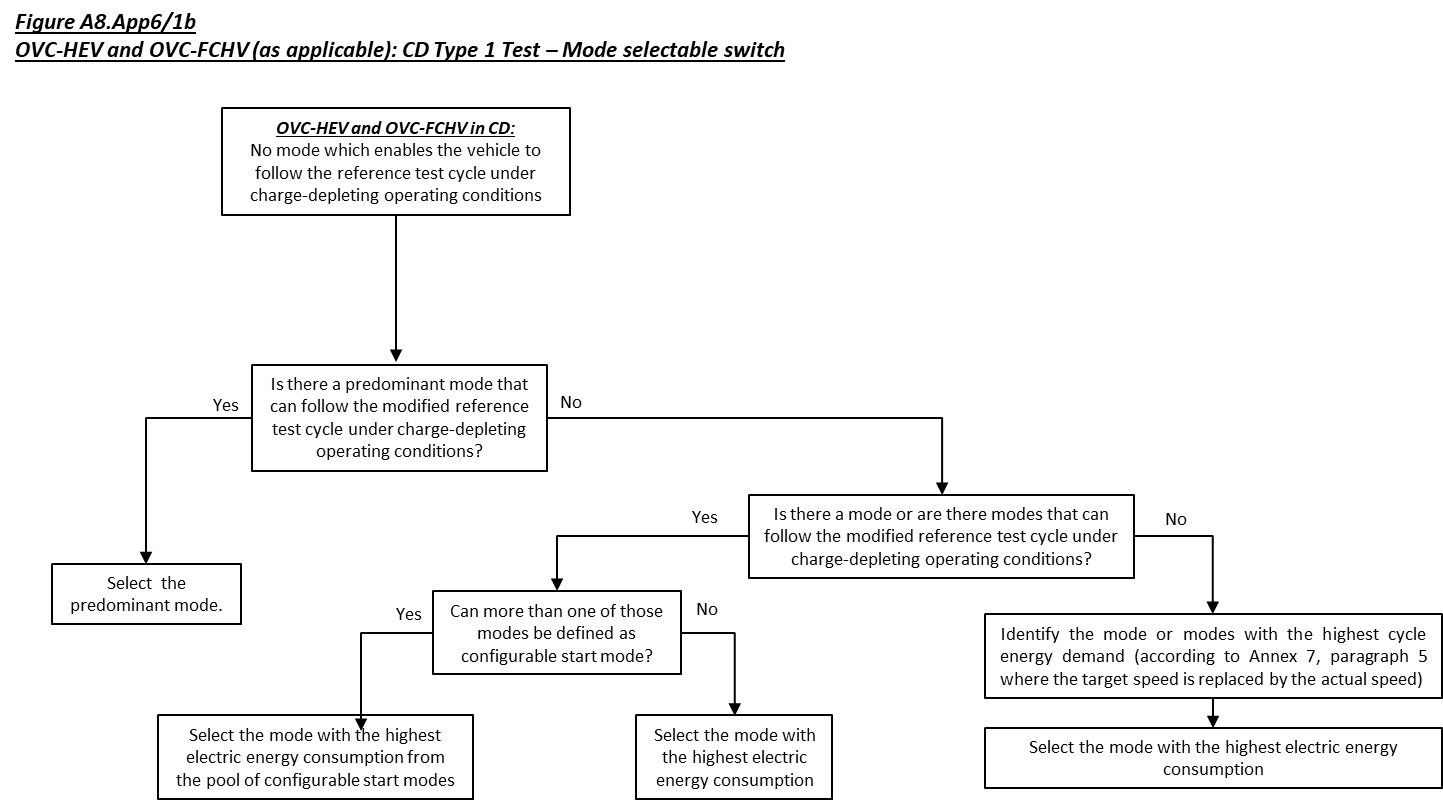 Figure A8.App6/1b
OVC-HEV and OVC-FCHV (as applicable): CD Type 1 Test – Mode selectable switch
OVC-HEV and OVC-FCHV in CD:
No mode which enables the vehicle to
follow the reference test cycle under
charge-depleting operating conditions
Is there a predominant mode that
can follow the modified reference
test cycle under charge-depleting
operating conditions?
Yes
No
Select the
predominant mode.
Is there a mode or are there modes that can
follow the modified reference test cycle under
charge-depleting operating conditions?
Yes
No
Can more than one of those
modes be defined as
configurable start mode?
Yes
No
Select the mode with the highest
electric energy consumption from
the pool of configurable start modes
Select the mode with
the highest electric
energy consumption
Identify the mode or modes with the highest cycle
energy demand (according to Annex 7, paragraph 5
where the target speed is replaced by the actual speed)
Select the mode with the highest electric energy
consumption